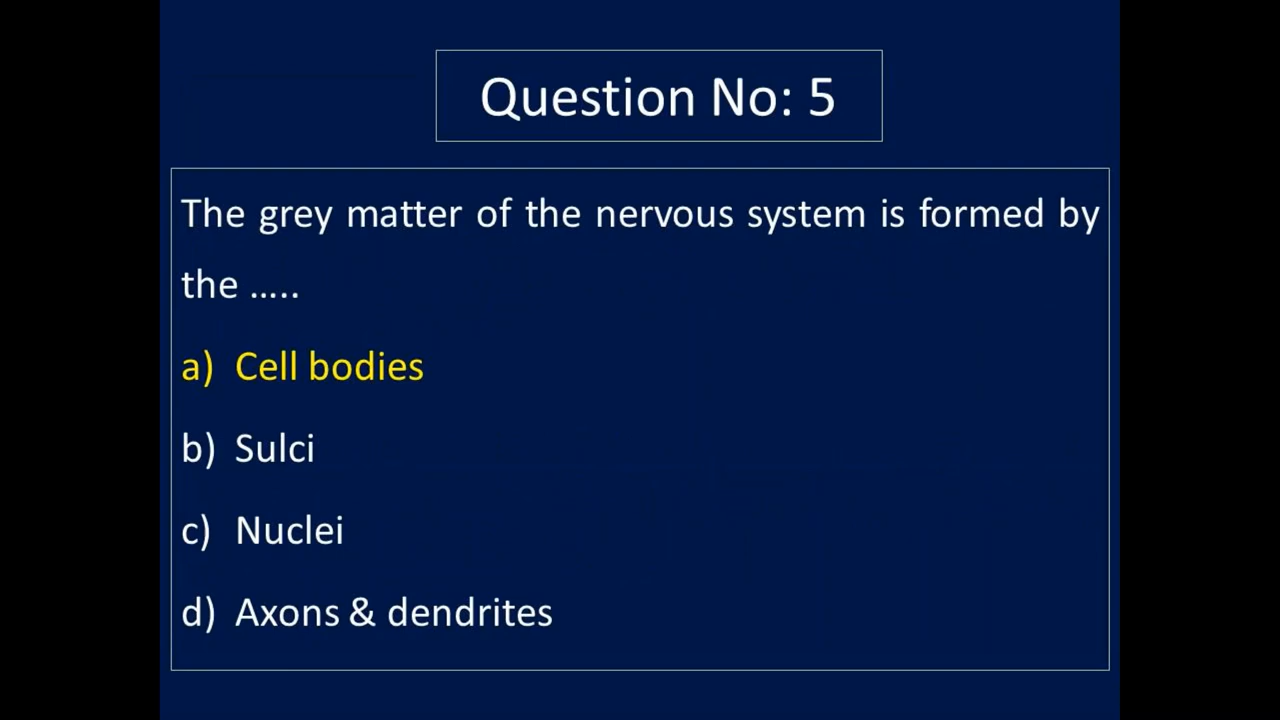 Question No: 5
The grey matter of the nervous system is formed by
the .....
a) Cell bodies
b) Sulci
c) Nuclei
d) Axons & dendrites